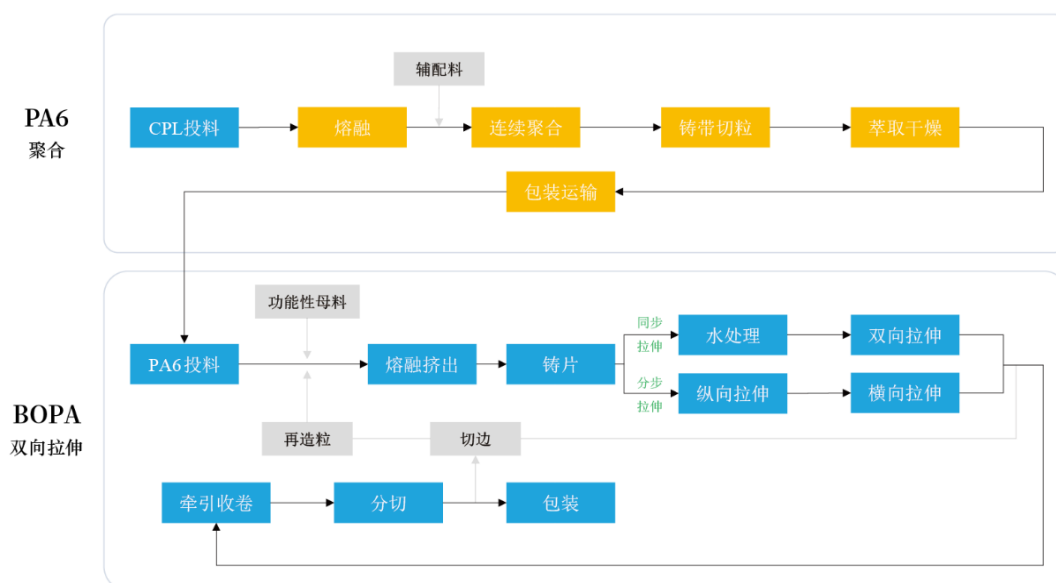 辅配料
PA6
聚合
CPL投料
熔融
连续聚合
铸带切粒
萃取干燥
包装运输
功能性母料
PA6投料
熔融挤出
铸片
同步
拉伸
水处理
双向拉伸
分步
拉伸
纵向拉伸
横向拉伸
BOPA
双向拉伸
再造粒
切边
牵引收卷
分切
包装